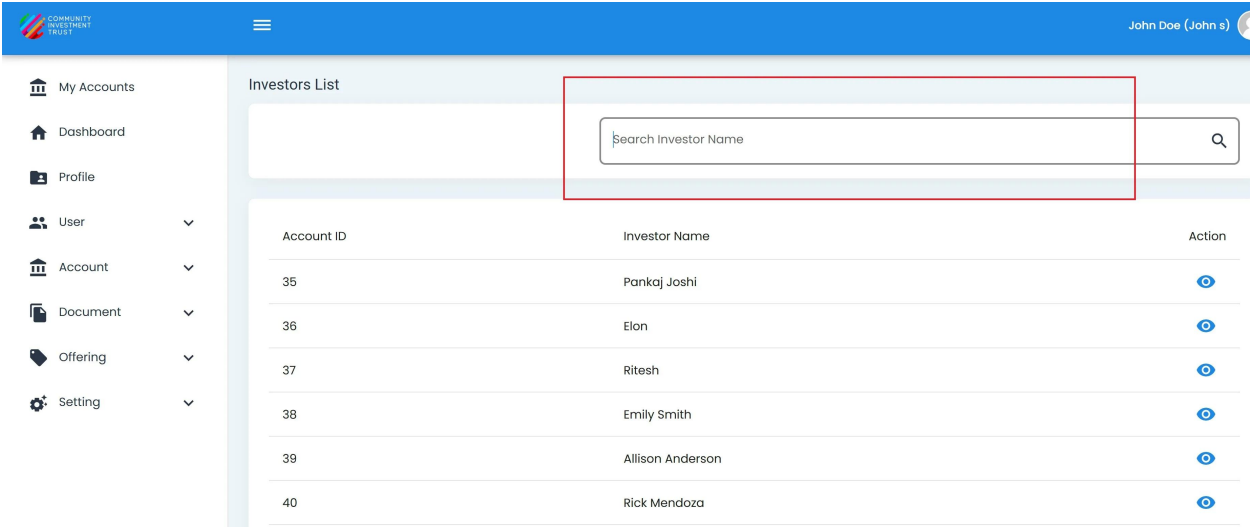 COMMUNITY
INVESTMENT
TRUST
John Doe (John s)
My Accounts
Dashboard
Profile
User
Account
Document
Offering
Setting
Investors List
Search Investor Name
Account ID Investor Name Action
35 Pankaj Joshi
36 Elon
37 Ritesh
38 Emily Smith
39 Allison Anderson
40 Rick Mendoza